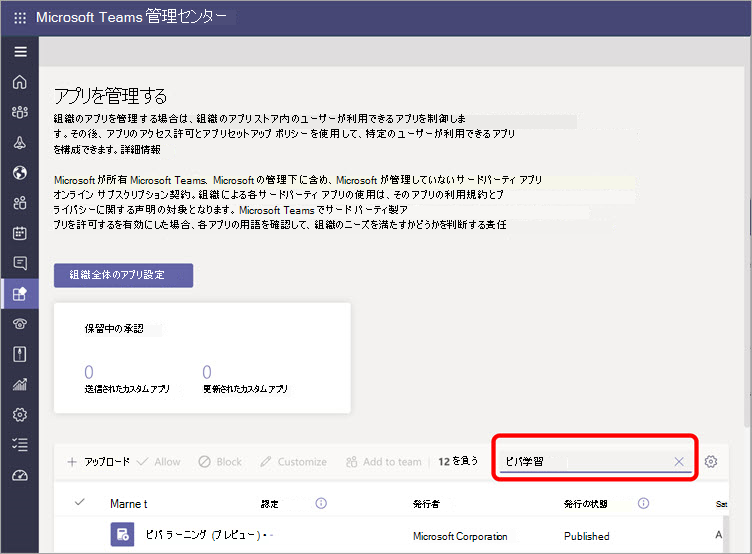 Microsoft Teams 管理センター
アプリを管理する
組織のアプリを管理する場合は、組織のアプリストア内のユーザーが利用できるアプリを制御しま
す。その後、アプリのアクセス許可とアプリセットアップ ポリシーを使用して、特定のユーザーが利用できるアプリ
を構成できます。詳細情報
Microsoft が所有 Microsoft Teams、Microsoft の管理下に含め、Microsoft が管理していないサードパーティ アプリ
オンライン サブスクリプション契約。組織による各サードパーティ アプリの使用は、そのアプリの利用規約とプ
ライバシーに関する声明の対象となります。Microsoft Teamsでサード パーティ製ア
プリを許可するを有効にした場合、各アプリの用語を確認して、組織のニーズを満たすかどうかを判断する責任
組織全体のアプリ設定
保留中の承認
0 0
送信されたカスタム アプリ 更新されたカスタム アプリ
アップロード Allow Block Customize Add to team 12 を負う ビバ学習
Marne t 認定 発行者 発行の状態 Sat
ビバ ラーニング (プレビュー) Microsoft Corporation Published A